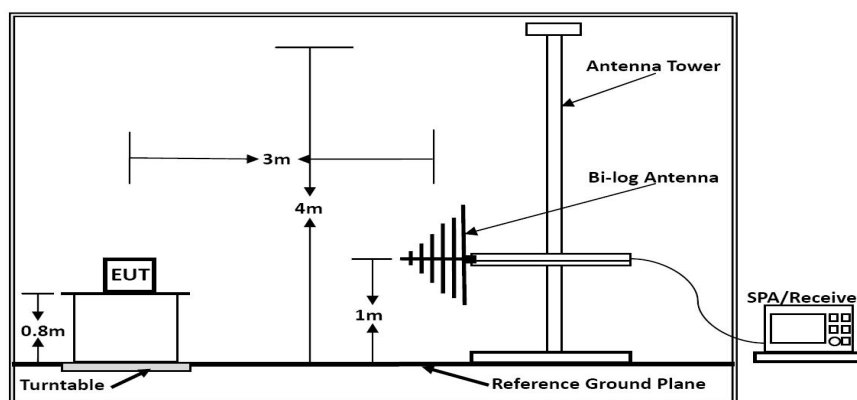 Antenna Tower
3m
Bi-log Antenna
4m
EUT
0.8m
1m
SPA/Receive
Turntable
Reference Ground Plane